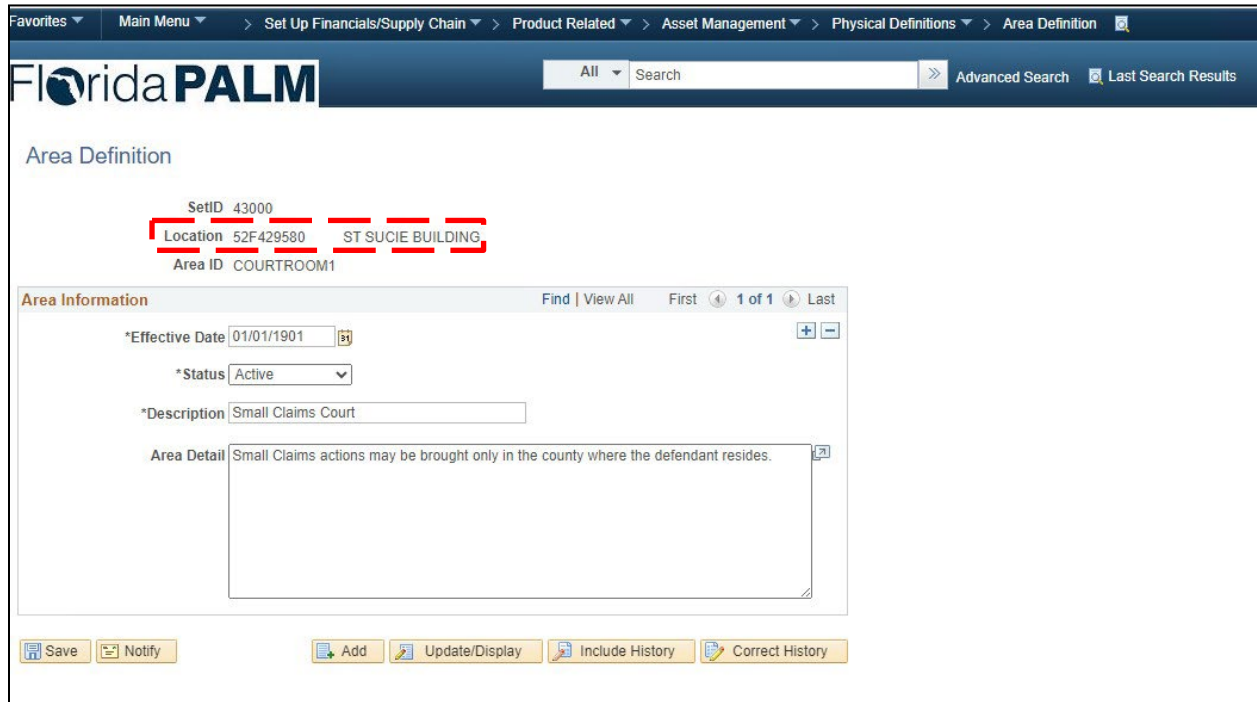 Favorites Main Menu > Set Up Financials/Supply Chain > Product Related > Asset Management > Physical Definitions > Area Definition
Florida PALM All Search Advanced Search Last Search Results
Area Definition
SetID 43000
Location 52F429580 ST SUCIE BUILDING
Area ID COURTROOM1
Area Information Find | View All First 1 of 1 Last
*Effective Date 01/01/1901 31
*Status Active
*Description Small Claims Court
Area Detail Small Claims actions may be brought only in the county where the defendant resides.
Save Notify Add Update/Display Include History Correct History